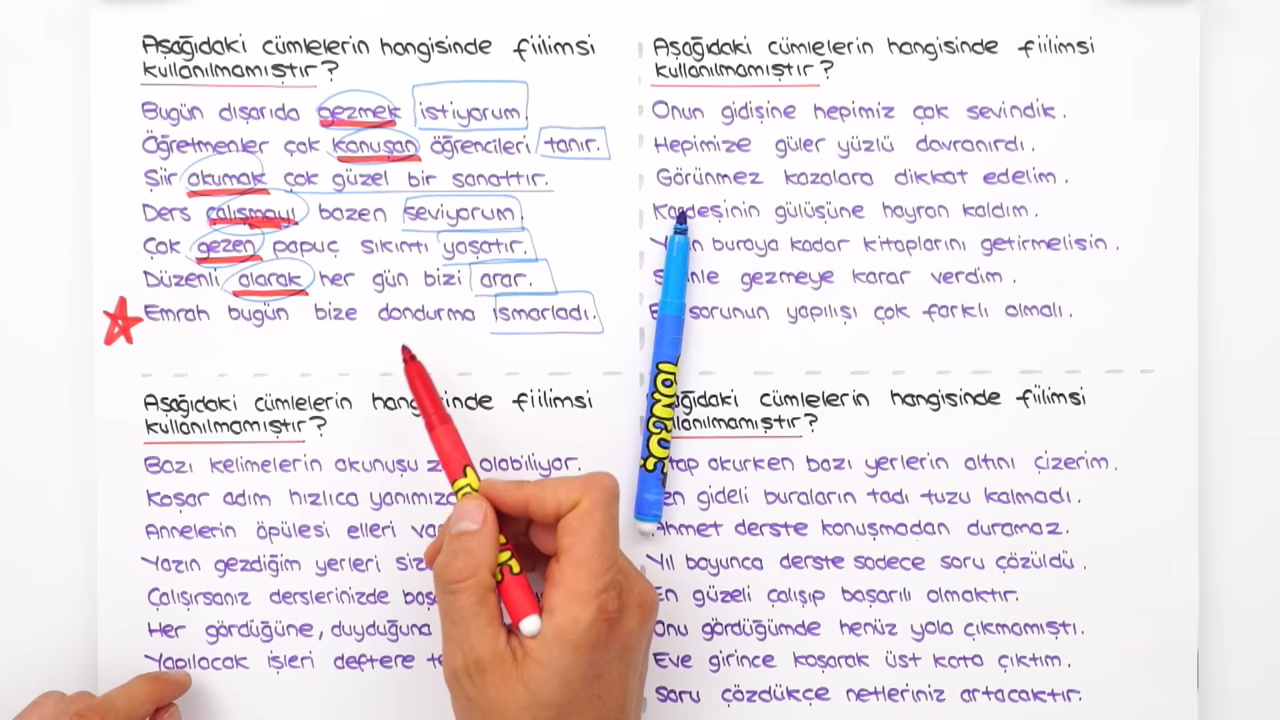 Aşağıdaki cümlelerin hangisinde fiilimsi
kullanılmamıştır?
Bugün dışarıda gezmek istiyorum
Öğretmenler çok konuşan öğrencileri tanır.
Şiir okumak çok güzel bir sanattır.
Ders çalışmayı bazen seviyorum.
Çok gezen papuç sıkıntı yaşatır.
Düzenli olarak her gün bizi arar.
Emrah bugün bize dondurma ısmarladı.
Aşağıdaki cümlelerin hangisinde fiilimsi
kullanılmamıştır?
Onun gidişine hepimiz çok sevindik.
Hepimize güler yüzlü davranırdı.
Görünmez kazalara dikkat edelim.
Kardeşinin gülüşüne hayran kaldım.
buraya kadar kitaplarını getirmelisin.
gezmeye karar verdim.
sorunun yapılışı çok farklı olmalı.
Aşağıdaki cümlelerin fiilimsi
kullanılmamıştır?
Bazı kelimelerin okunuşu olabiliyor.
Koşar adım hızlıca
Annelerin öpülesi elleri
Yazın gezdiğim yerleri
Çalışırsanız derslerinizde
Her gördüğüne, duyduğuna
Yapılacak işleri deftere
cümlelerin hangisinde fiilimsi
okurken bazı yerlerin altını çizerim.
gideli buraların tadı tuzu kalmadı.
Ahmet derste konuşmadan duramaz.
Yıl boyunca derste sadece soru çözüldü.
En güzeli çalışıp başarılı olmaktır.
Onu gördüğümde henüz yola çıkmamıştı.
Eve girince koşarak üst kata çıktım.
Soru çözdükçe netleriniz artacaktır.
TONGUÇ